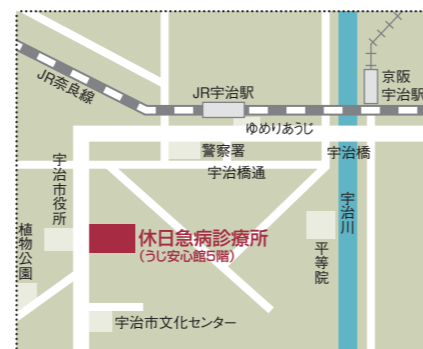 JR奈良線
JR宇治駅
京阪
宇治駅
ゆめりあうじ
警察署
宇治橋
宇治橋通
宇治市役所
宇治川
植物公園
休日急病診療所
(うじ安心館5階)
平等院
宇治市文化センター